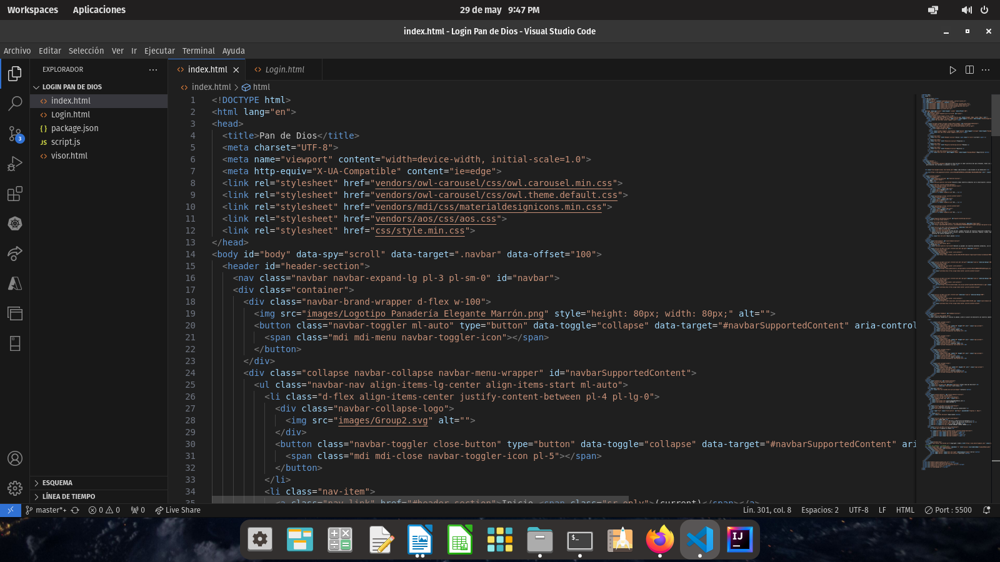 Workspaces Aplicaciones 29 de may 9:47 PM
index.html - Login Pan de Dios - Visual Studio Code
Archivo Editar Selección Ver Ir Ejecutar Terminal Ayuda
EXPLORADOR
LOGIN PAN DE DIOS
index.html
Login.html
package.json
script.js
visor.html
3
ESQUEMA
LÍNEA DE TIEMPO
index.html Login.html
index.html > html
1 <!DOCTYPE html>
2 <html lang="en">
3 <head>
4 <title>Pan de Dios</title>
5 <meta charset="UTF-8">
6 <meta name="viewport" content="width=device-width, initial-scale=1.0">
7 <meta http-equiv="X-UA-Compatible" content="ie=edge">
8 <link rel="stylesheet" href="vendors/owl-carousel/css/owl.carousel.min.css">
9 <link rel="stylesheet" href="vendors/owl-carousel/css/owl.theme.default.css">
10 <link rel="stylesheet" href="vendors/mdi/css/materialdesignicons.min.css">
11 <link rel="stylesheet" href="vendors/aos/css/aos.css">
12 <link rel="stylesheet" href="css/style.min.css">
13 </head>
14 <body id="body" data-spy="scroll" data-target=".navbar" data-offset="100">
15 <header id="header-section">
16 <nav class="navbar navbar-expand-lg pl-3 pl-sm-0" id="navbar">
17 <div class="container">
18 <div class="navbar-brand-wrapper d-flex w-100">
19 <img src="images/Logotipo Panadería Elegante Marrón.png" style="height: 80px; width: 80px;" alt="">
20 <button class="navbar-toggler ml-auto" type="button" data-toggle="collapse" data-target="#navbarSupportedContent" aria-control
21 <span class="mdi mdi-menu navbar-toggler-icon"></span>
22 </button>
23 </div>
24 <div class="collapse navbar-collapse navbar-menu-wrapper" id="navbarSupportedContent">
25 <ul class="navbar-nav align-items-lg-center align-items-start ml-auto">
26 <li class="d-flex align-items-center justify-content-between pl-4 pl-lg-0">
27 <div class="navbar-collapse-logo">
28 <img src="images/Group2.svg" alt="">
29 </div>
30 <button class="navbar-toggler close-button" type="button" data-toggle="collapse" data-target="#navbarSupportedContent" ari
31 <span class="mdi mdi-close navbar-toggler-icon pl-5"></span>
32 </button>
33 </li>
34 <li class="nav-item">
35 <a class="nav-link" href="#header-section">Inicio <span class="sr-only">(current)</span></a>
master*+ 0 0 0 Live Share Lín. 301, col. 8 Espacios: 2 UTF-8 LF HTML Port : 5500